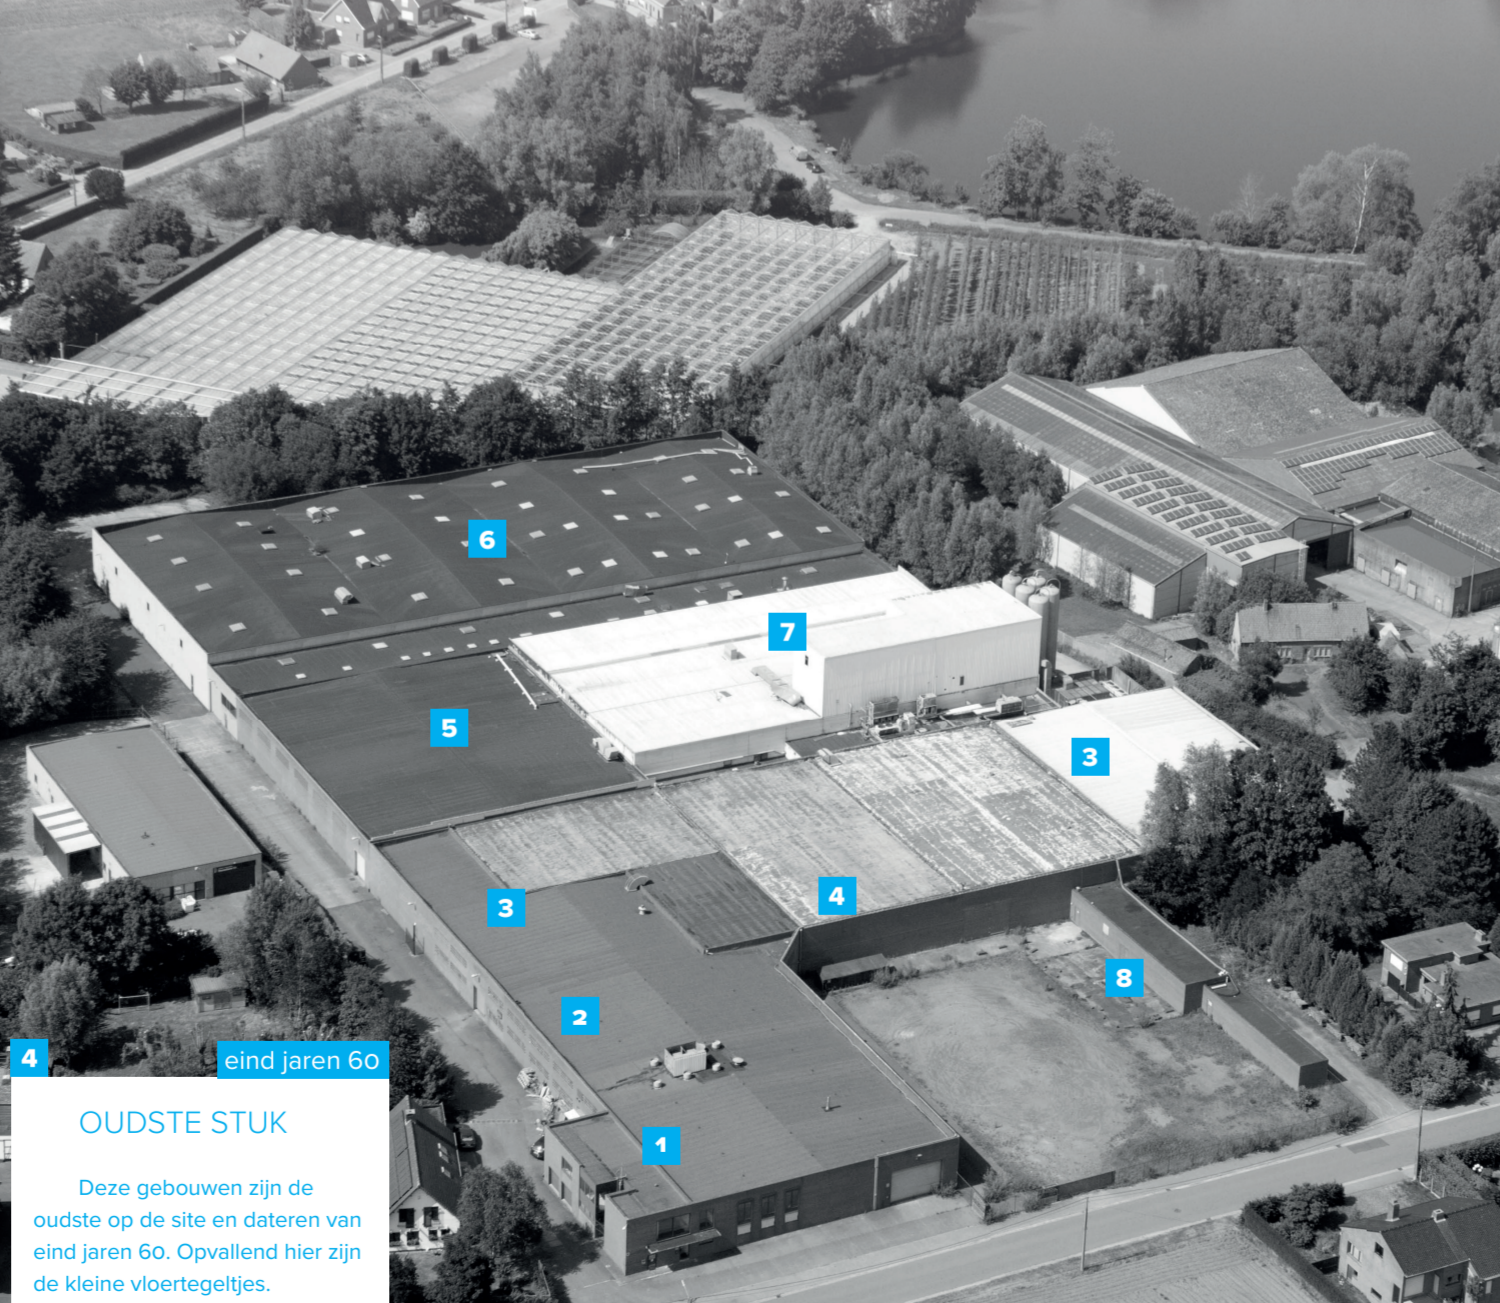 6
7
5
3
3
4
8
2
1
4
eind jaren 60
OUDSTE STUK
Deze gebouwen zijn de
oudste op de site en dateren van
eind jaren 60. Opvallend hier zijn
de kleine vloertegeltjes.